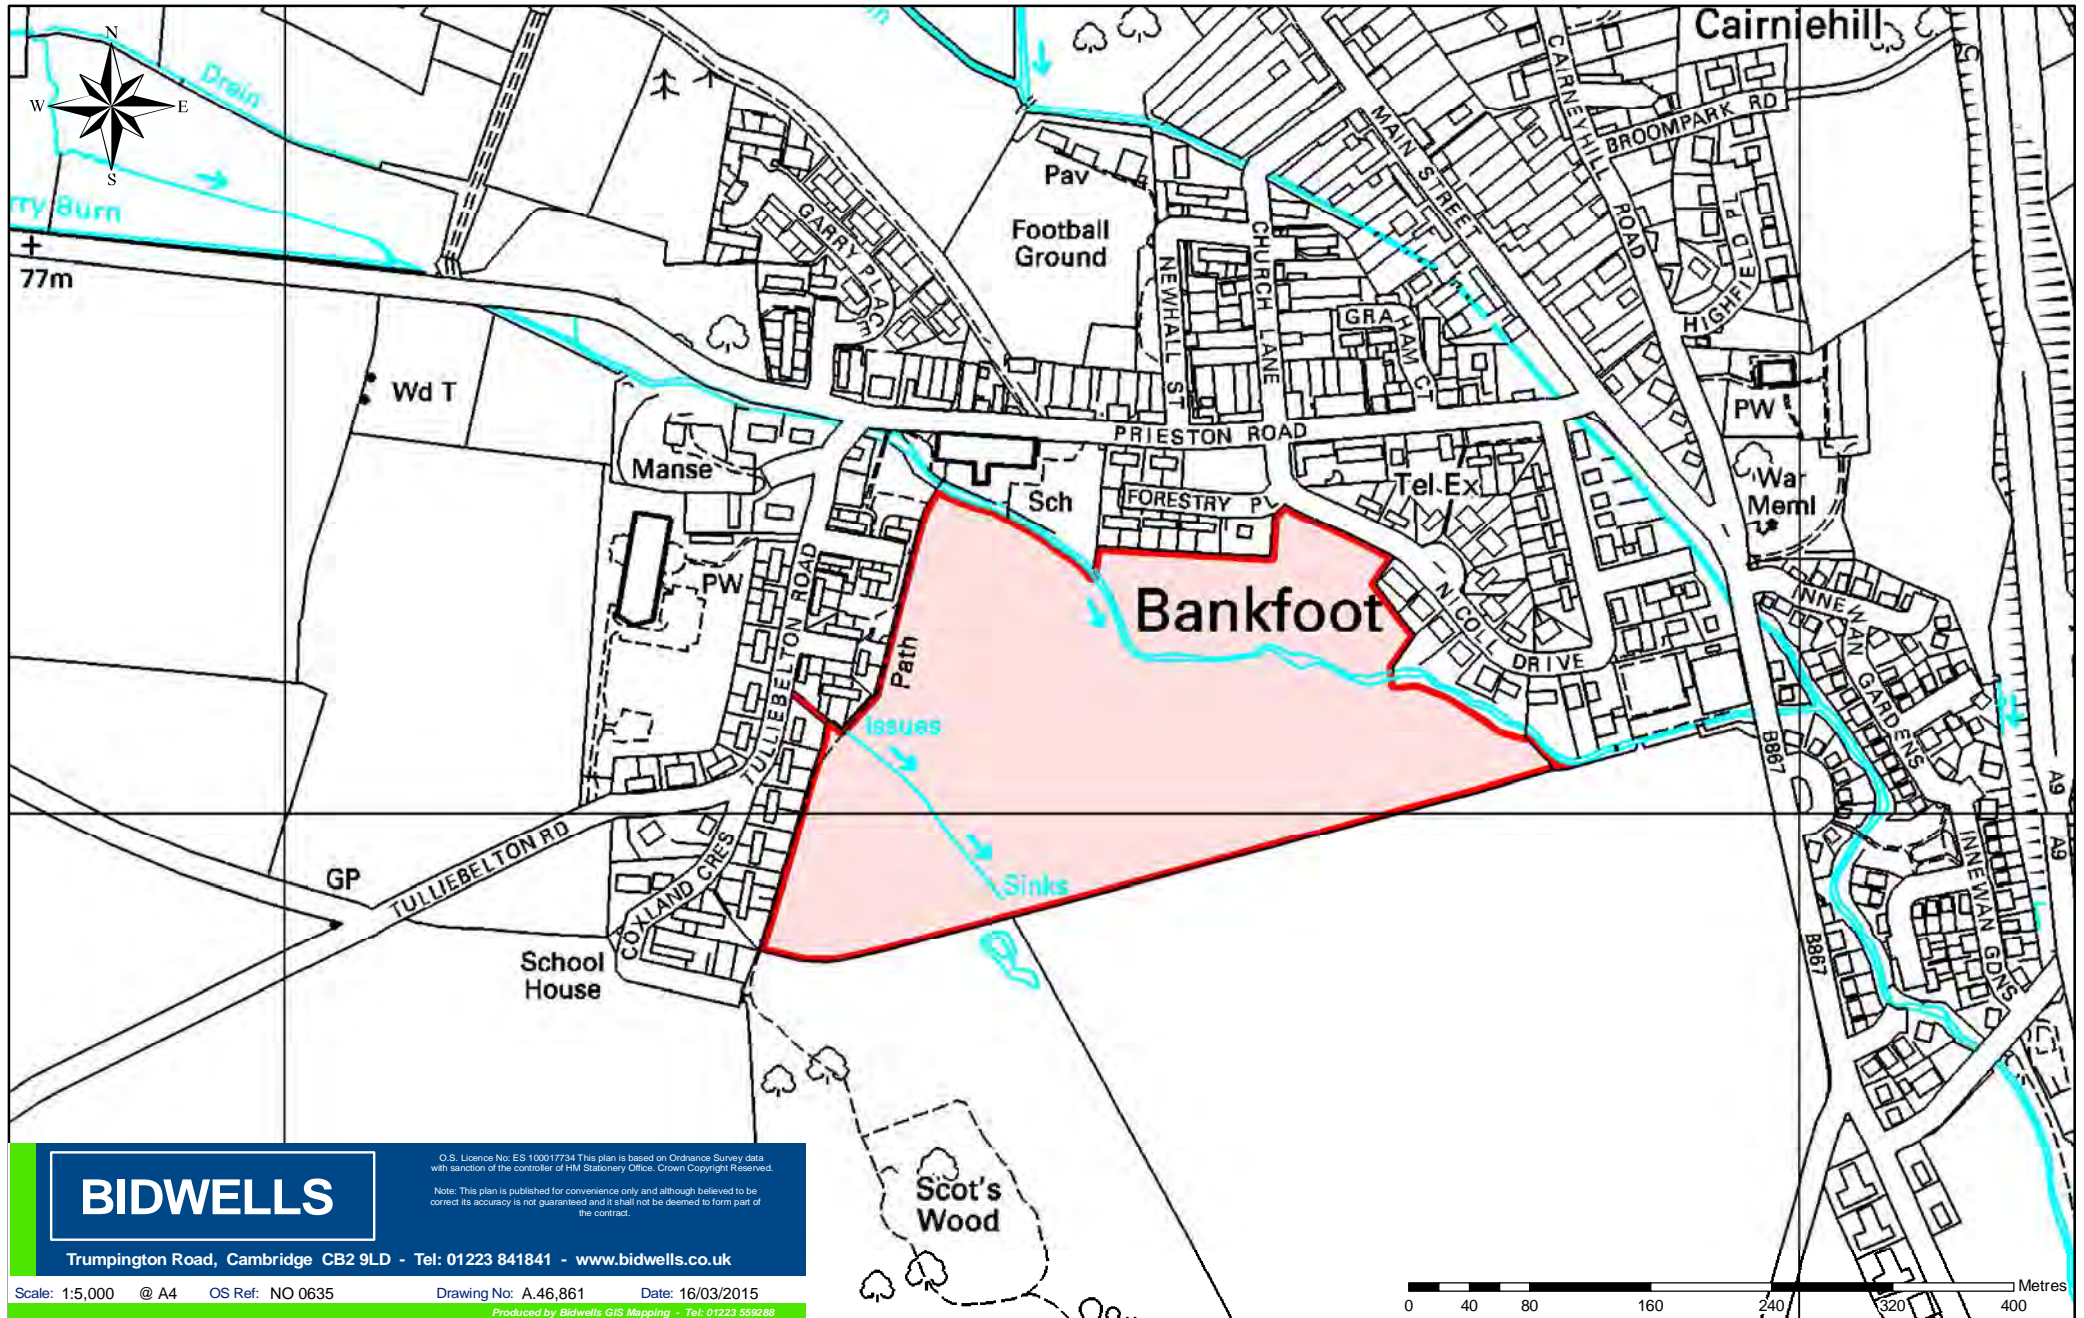 Cairniehill
N
W
E
S
Drain
rry Burn
77m
Pav
Football
Ground
MAIN STREET
CAIRNEYHILL ROAD
BROOMPARK RD
HIGHFIELD PL
GARRY PLACE
NEWHALL ST
CHURCH LANE
GRAHAM CT
Wd T
PRIESTON ROAD
PW
Manse
Sch
FORESTRY P
Tel Ex
War
Meml
PW
TULLIEBELTON ROAD
Path
Bankfoot
NICOLL DRIVE
INNEWAN GARDENS
Issues
B867
A9
A9
GP
TULLIEBELTON RD
COLLAND CRES
Sinks
INNEWAN GDNS
B867
School
House
Scot's
Wood
BIDWELLS
O.S. Licence No: ES 100017734 This plan is based on Ordnance Survey data
with sanction of the controller of HM Stationery Office. Crown Copyright Reserved.
Note: This plan is published for convenience only and although believed to be
correct its accuracy is not guaranteed and it shall not be deemed to form part of
the contract.
Trumpington Road, Cambridge CB2 9LD - Tel: 01223 841841 - www.bidwells.co.uk
Scale: 1:5,000 @ A4 OS Ref: NO 0635 Drawing No: A.46,861 Date: 16/03/2015
Produced by Bidwells GIS Mapping - Tel: 01223 559288
Metres
0 40 80 160 240 320 400